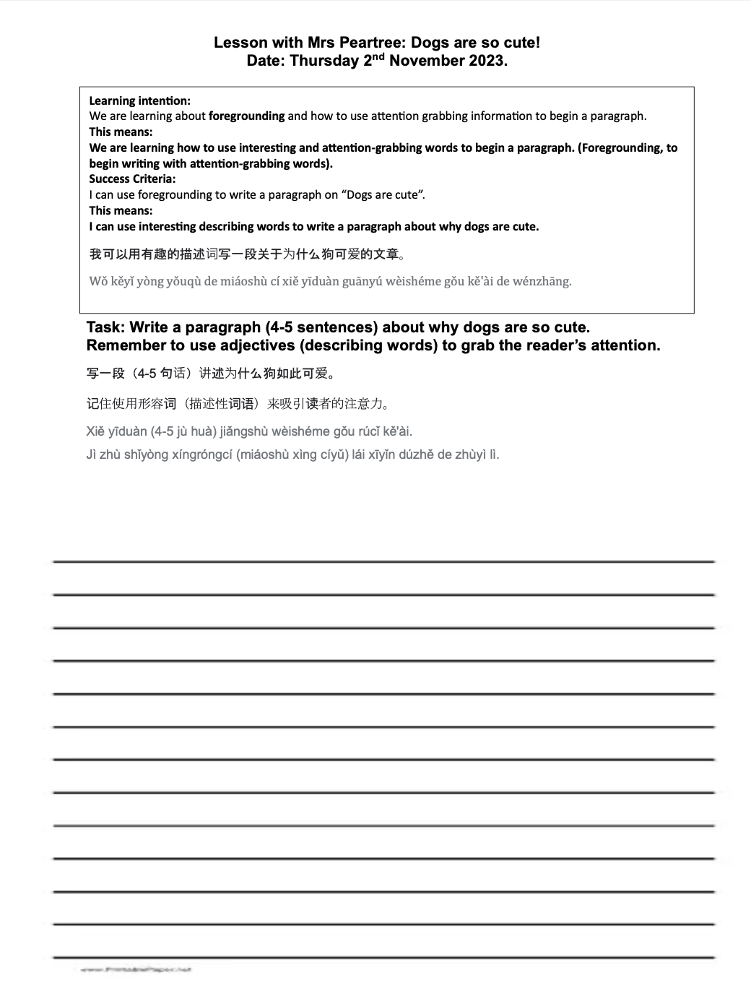 Lesson with Mrs Peartree: Dogs are so cute!
Date: Thursday 2nd November 2023.
Learning intention:
We are learning about foregrounding and how to use attention grabbing information to begin a paragraph.
This means:
We are learning how to use interesting and attention-grabbing words to begin a paragraph. (Foregrounding, to
begin writing with attention-grabbing words).
Success Criteria:
I can use foregrounding to write a paragraph on “Dogs are cute”.
This means:
I can use interesting describing words to write a paragraph about why dogs are cute.
我可以用有趣的描述词写一段关于为什么狗可爱的文章。
Wǒ kěyǐ yòng yǒuqù de miáoshù cí xiě yīduàn guānyú wèishéme gǒu kě'ài de wénzhāng.
Task: Write a paragraph (4-5 sentences) about why dogs are so cute.
Remember to use adjectives (describing words) to grab the reader’s attention.
写一段（4-5 句话）讲述为什么狗如此可爱。
记住使用形容词（描述性词语）来吸引读者的注意力。
Xiě yīduàn (4-5 jù huà) jiǎngshù wèishéme gǒu rúcǐ kě'ài.
Jì zhù shǐyòng xíngróngcí (miáoshù xìng cíyǔ) lái xīyǐn dúzhě de zhùyì lì.
www.PrintablePaper.net